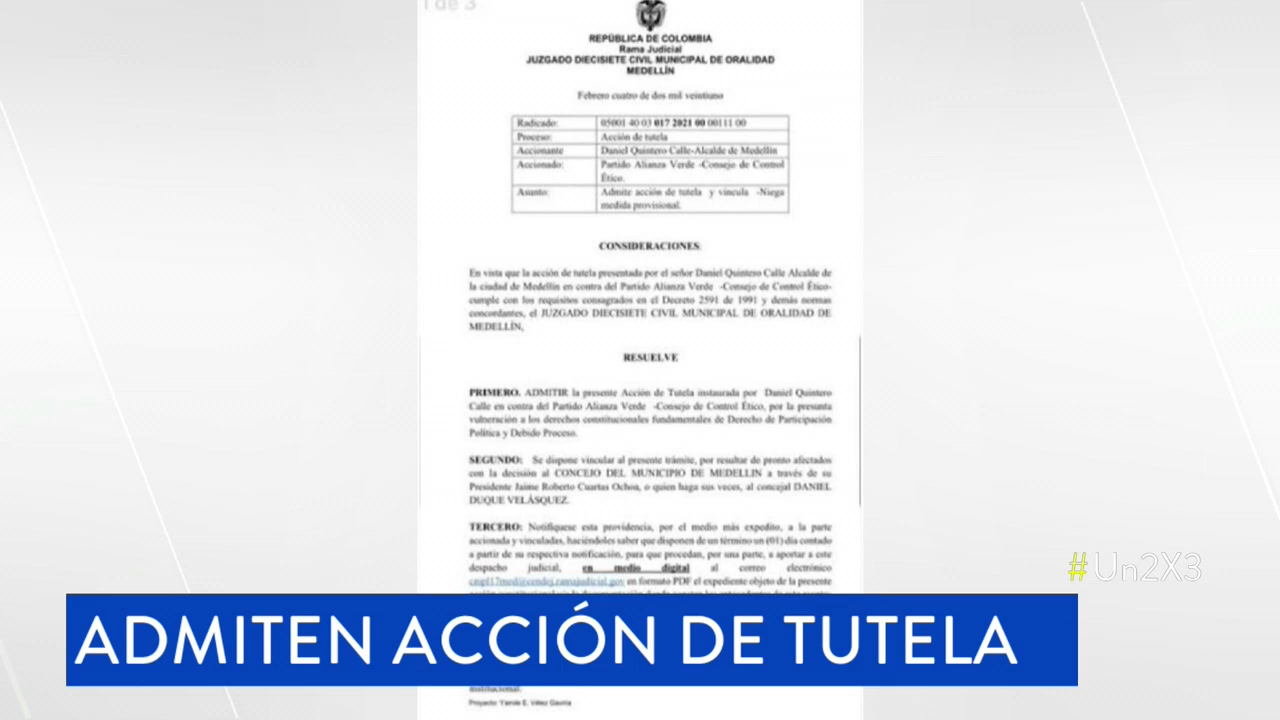 1 de 3
REPÚBLICA DE COLOMBIA
Rama Judicial
JUZGADO DIECISIETE CIVIL MUNICIPAL DE ORALIDAD
MEDELLÍN
Febrero cuatro de dos mil veintiuno
Radicado: 05001 40 03 017 2021 00 00111 00
Proceso: Acción de tutela
Accionante Daniel Quintero Calle-Alcalde de Medellín
Accionado: Partido Alianza Verde -Consejo de Control
Ético.
Asunto: Admite acción de tutela y vincula -Niega
medida provisional.
CONSIDERACIONES:
En vista que la acción de tutela presentada por el señor Daniel Quintero Calle Alcalde de
la ciudad de Medellín en contra del Partido Alianza Verde -Consejo de Control Ético-
cumple con los requisitos consagrados en el Decreto 2591 de 1991 y demás normas
concordantes, el JUZGADO DIECISIETE CIVIL MUNICIPAL DE ORALIDAD DE
MEDELLÍN,
RESUELVE
PRIMERO. ADMITIR la presente Acción de Tutela instaurada por Daniel Quintero
Calle en contra del Partido Alianza Verde -Consejo de Control Ético, por la presunta
vulneración a los derechos constitucionales fundamentales de Derecho de Participación
Política y Debido Proceso.
SEGUNDO: Se dispone vincular al presente trámite, por resultar de pronto afectados
con la decisión al CONCEJO DEL MUNICIPIO DE MEDELLIN a través de su
Presidente Jaime Roberto Cuartas Ochoa, o quien haga sus veces, al concejal DANIEL
DUQUE VELÁSQUEZ.
TERCERO: Notifíquese esta providencia, por el medio más expedito, a la parte
accionada y vinculadas, haciéndoles saber que disponen de un término un (01) día contado
a partir de su respectiva notificación, para que procedan, por una parte, a aportar a este
despacho judicial, en medio digital al correo electrónico
cmpl17med@cendoj.ramajudicial.gov en formato PDF el expediente objeto de la presente
#Un2X3
ADMITEN ACCIÓN DE TUTELA
institucional.
Proyecto: Yamile E. Vélez Gaviria